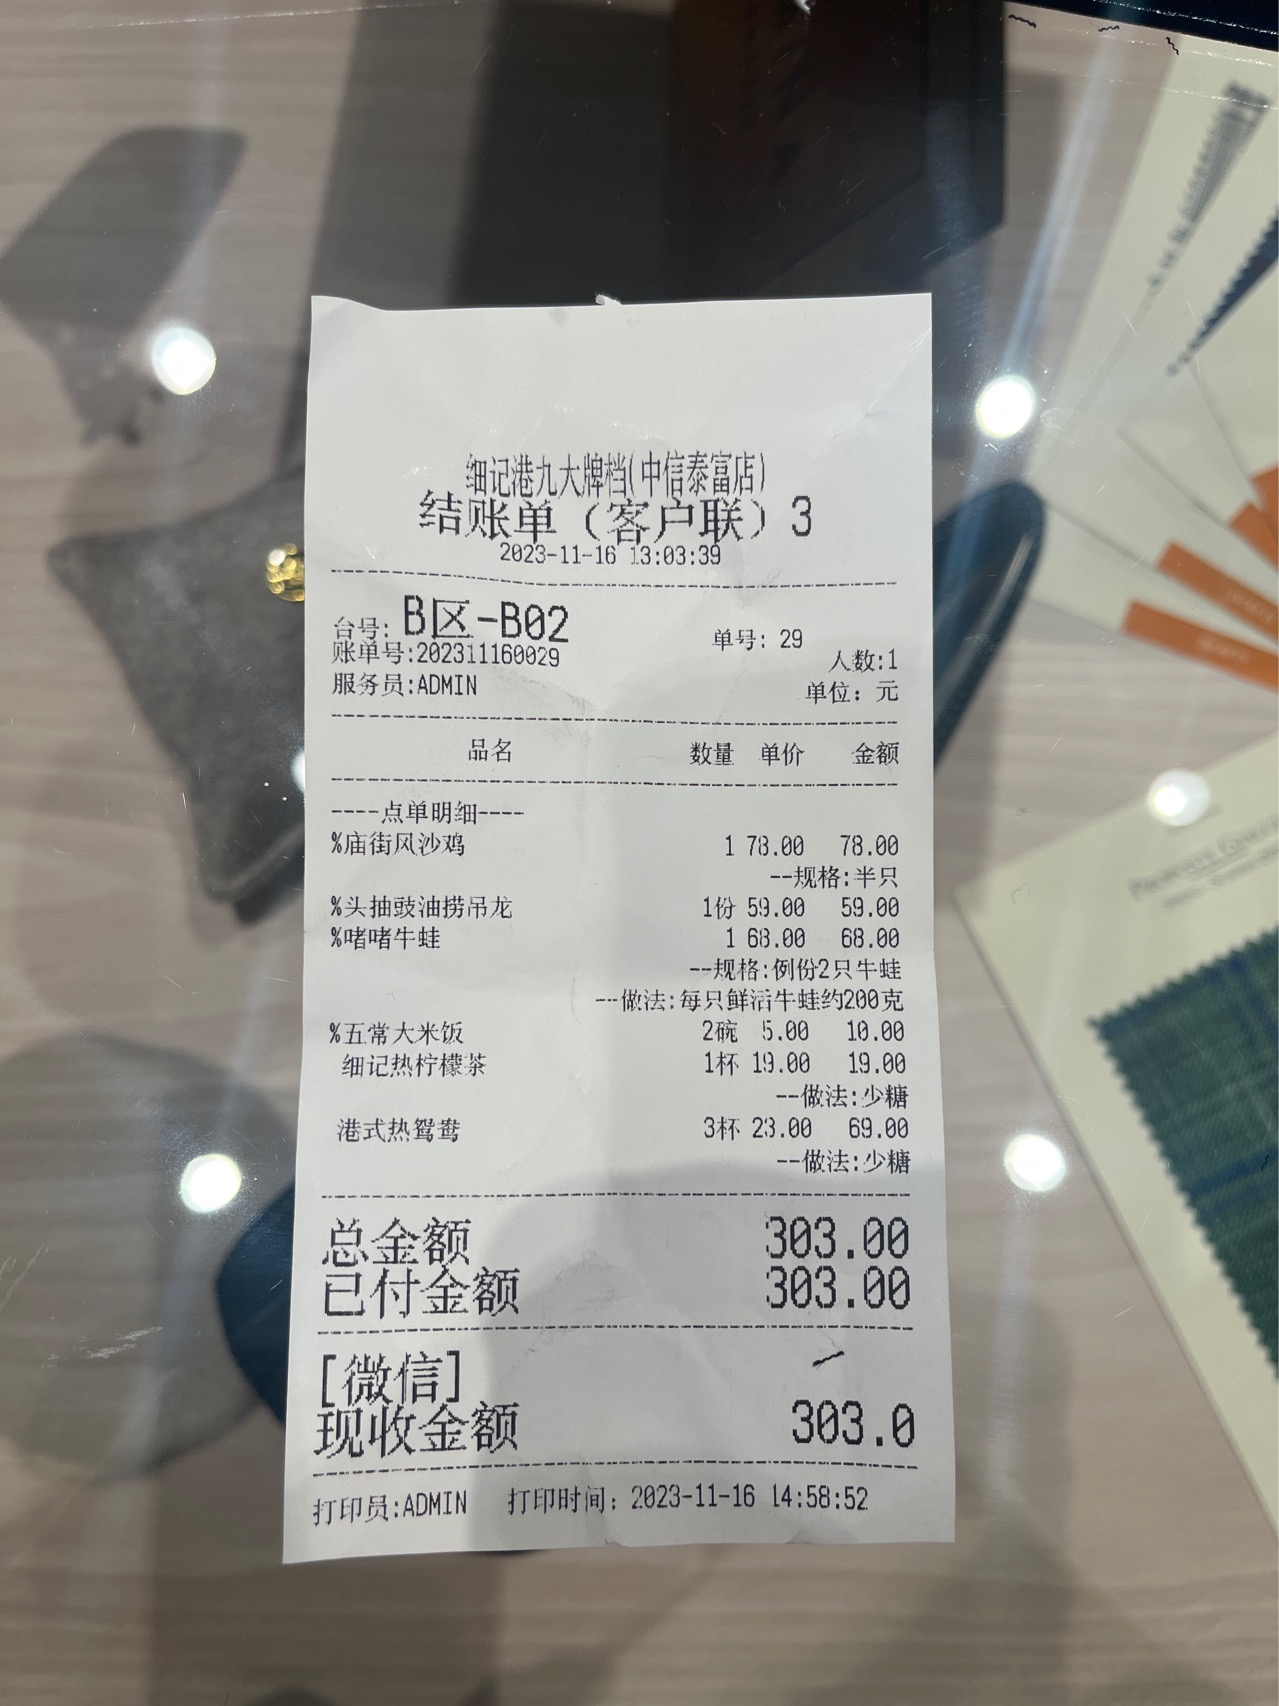 细记港九大牌档(中信泰富店)
结账单（客户联）3
2023-11-16 13:03:39
台号: B区-B02 单号: 29
账单号:202311160029 人数:1
服务员:ADMIN 单位: 元
品名 数量 单价 金额
----点单明细----
%庙街风沙鸡 1 78.00 78.00
--规格:半只
%头抽豉油捞吊龙 1份 59.00 59.00
%啫啫牛蛙 1 68.00 68.00
--规格:例份2只牛蛙
--做法:每只鲜活牛蛙约200克
%五常大米饭 2碗 5.00 10.00
细记热柠檬茶 1杯 19.00 19.00
--做法:少糖
港式热鸳鸯 3杯 23.00 69.00
--做法:少糖
总金额 303.00
已付金额 303.00
[微信]
现收金额 303.0
打印员:ADMIN 打印时间: 2023-11-16 14:58:52